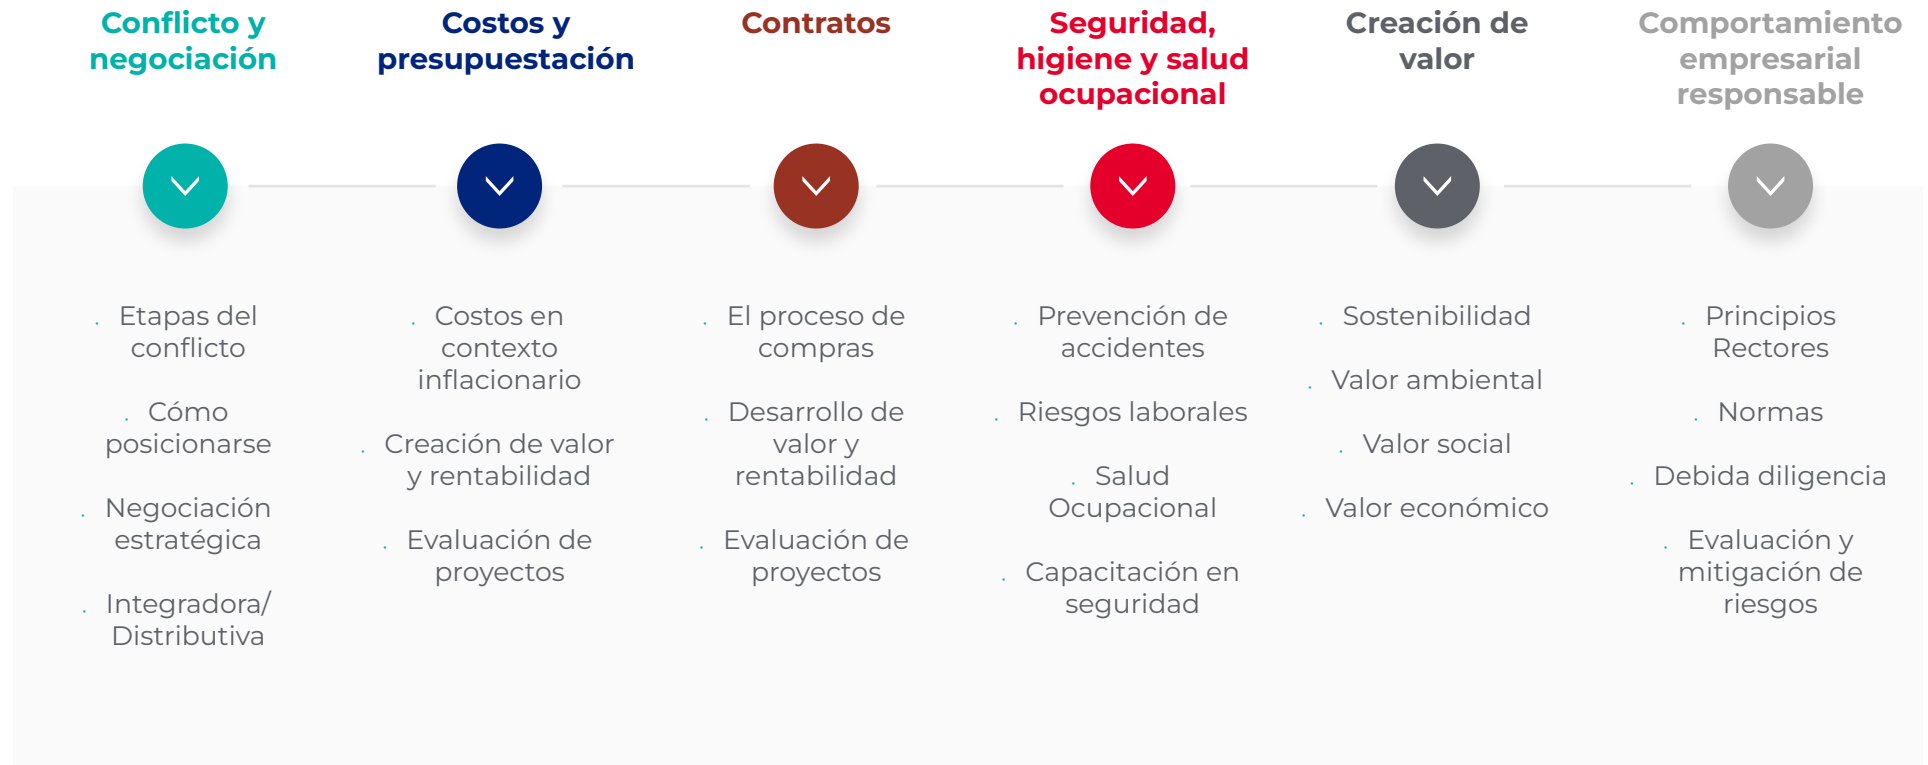 Conflicto y
negociación
Costos y
presupuestación
Contratos
Seguridad,
higiene y salud
ocupacional
Creación de
valor
Comportamiento
empresarial
responsable
. Etapas del
conflicto
. Cómo
posicionarse
. Negociación
estratégica
. Integradora/
Distributiva
. Costos en
contexto
inflacionario
. Creación de valor
y rentabilidad
. Evaluación de
proyectos
. El proceso de
compras
. Desarrollo de
valor y
rentabilidad
. Evaluación de
proyectos
. Prevención de
accidentes
. Riesgos laborales
. Salud
Ocupacional
. Capacitación en
seguridad
. Sostenibilidad
. Valor ambiental
. Valor social
. Valor económico
. Principios
Rectores
. Normas
. Debida diligencia
. Evaluación y
mitigación de
riesgos